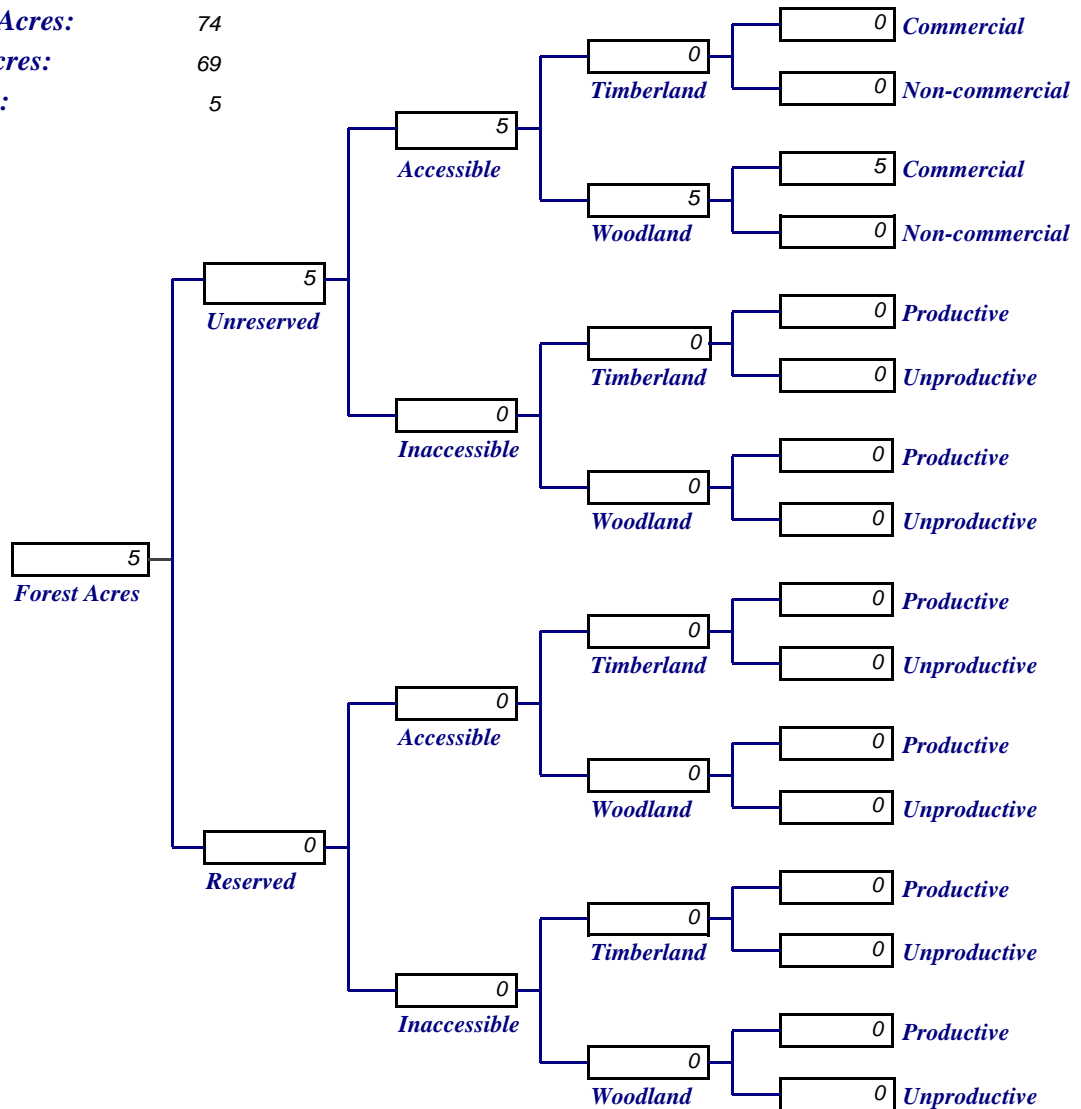 Acres: 74
cres: 69
: 5
0 Commercial
0
Timberland
0 Non-commercial
5
Accessible
5 Commercial
5
Woodland
0 Non-commercial
5
Unreserved
0 Productive
0
Timberland
0 Unproductive
0
Inaccessible
0 Productive
0
Woodland
0 Unproductive
5
Forest Acres
0 Productive
0
Timberland
0 Unproductive
0
Accessible
0 Productive
0
Woodland
0 Unproductive
0
Reserved
0 Productive
0
Timberland
0 Unproductive
0
Inaccessible
0 Productive
0
Woodland
0 Unproductive